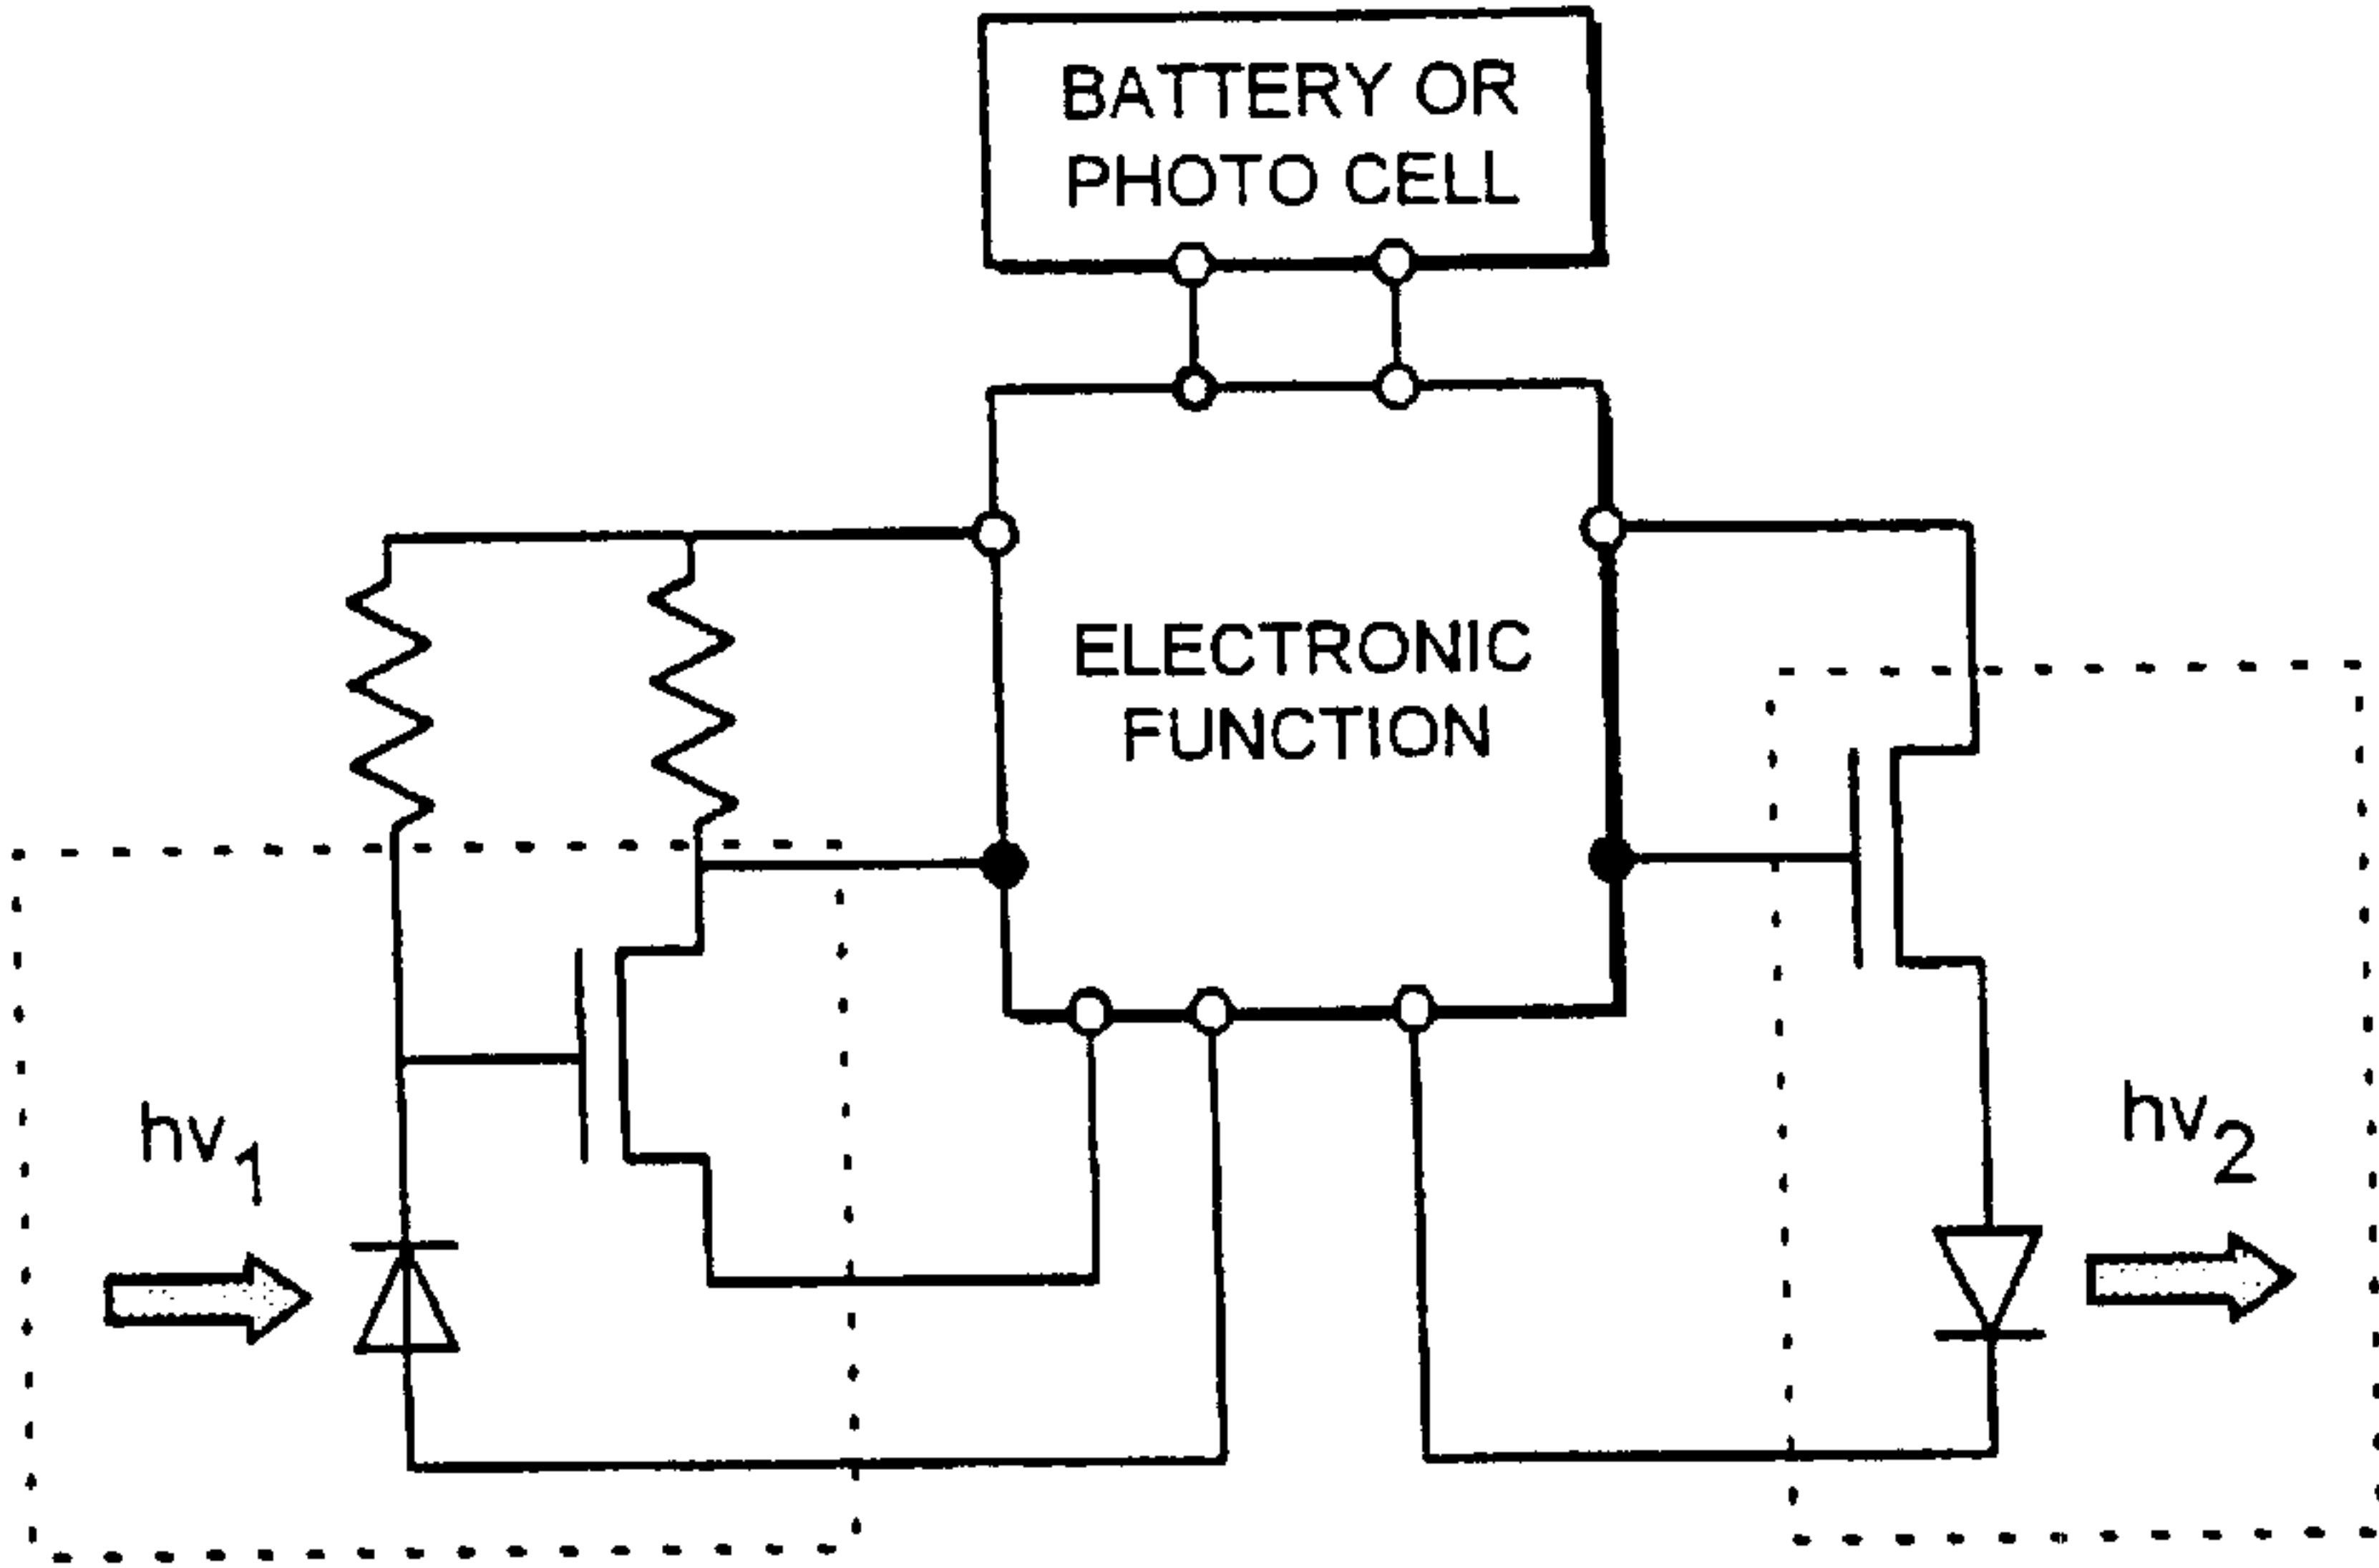 BATTERY OR
PHOTO CELL
ELECTRONIC
FUNCTION
hv1
hv2